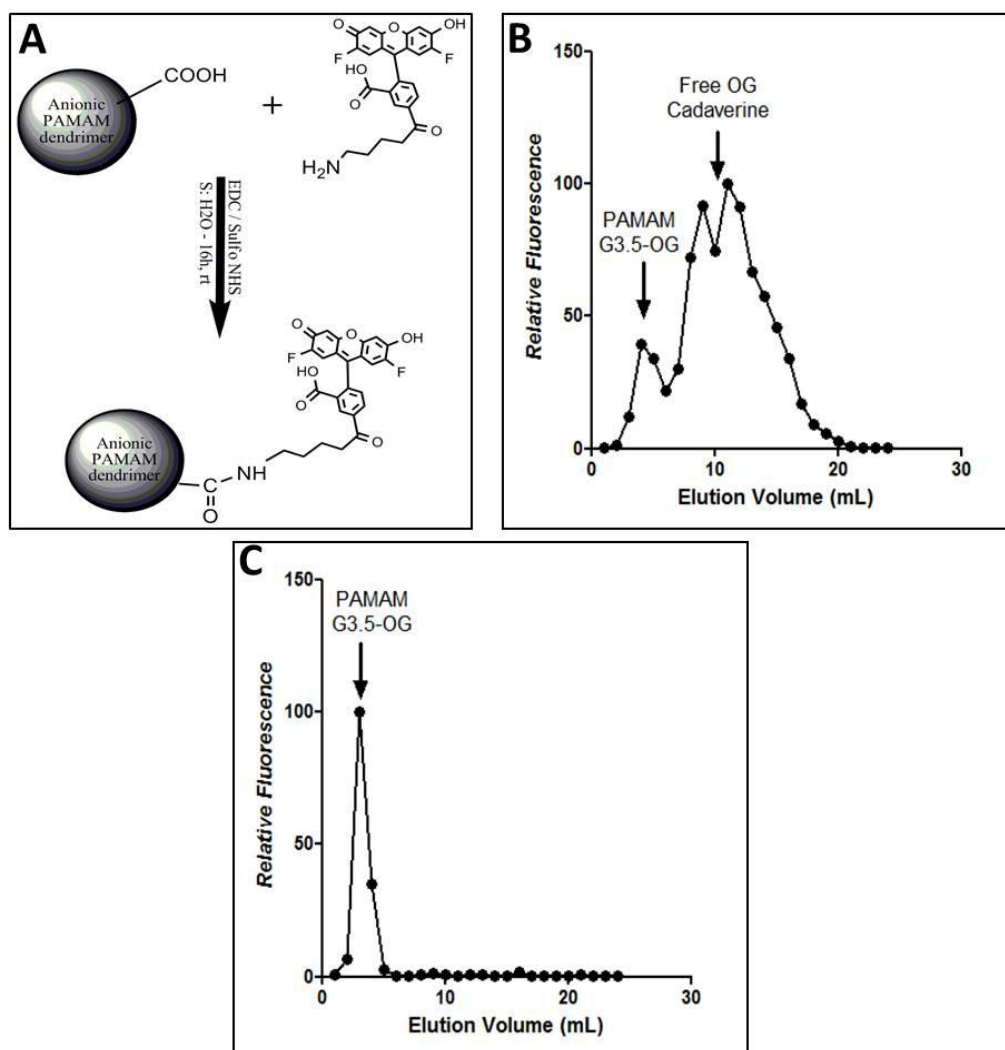 A
COOH
Anionic
PAMAM
dendrimer
+
O
O
OH
F
F
HO
O
O
H2N
EDC / Sulfo NHS
S: H2O - 16h, rt
O
O
OH
F
F
HO
O
O
Anionic
PAMAM
dendrimer
C
NH
O
B
150
100
50
0
Relative Fluorescence
PAMAM
G3.5-OG
Free OG
Cadaverine
0
10
20
30
Elution Volume (mL)
C
150
100
50
0
Relative Fluorescence
PAMAM
G3.5-OG
0
10
20
30
Elution Volume (mL)